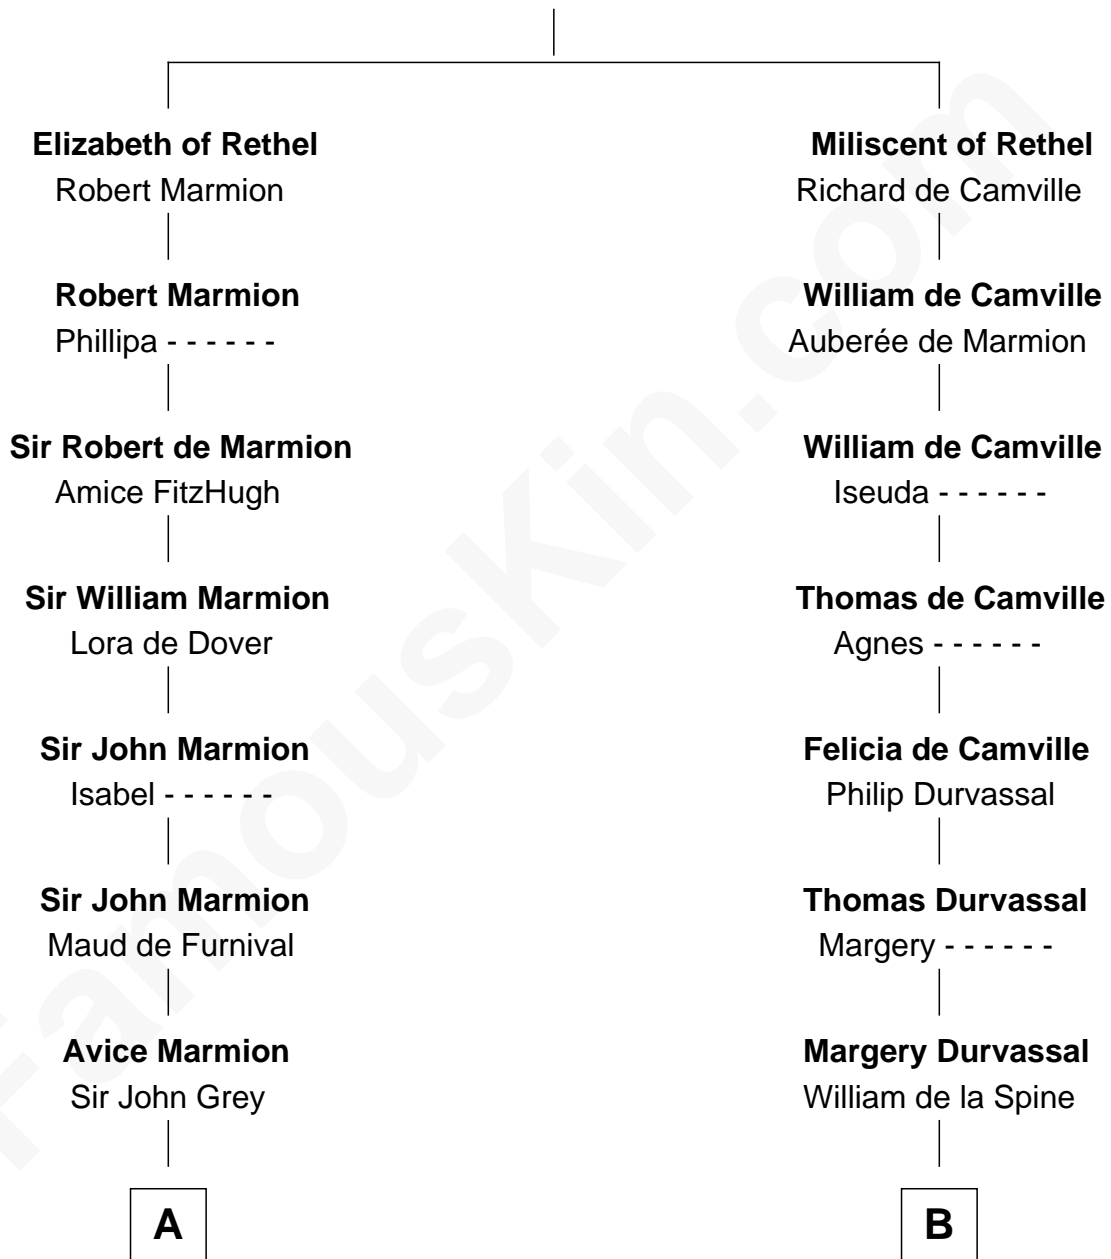 Elizabeth of Rethel
Robert Marmion
Robert Marmion
Phillipa - - - - - -
Sir Robert de Marmion
Amice FitzHugh
Sir William Marmion
Lora de Dover
Sir John Marmion
Isabel - - - - - -
Sir John Marmion
Maud de Furnival
Avice Marmion
Sir John Grey
A
Miliscent of Rethel
Richard de Camville
William de Camville
Auberée de Marmion
William de Camville
Iseuda - - - - - -
Thomas de Camville
Agnes - - - - - -
Felicia de Camville
Philip Durvassal
Thomas Durvassal
Margery - - - - - -
Margery Durvassal
William de la Spine
B
FamousKin.com